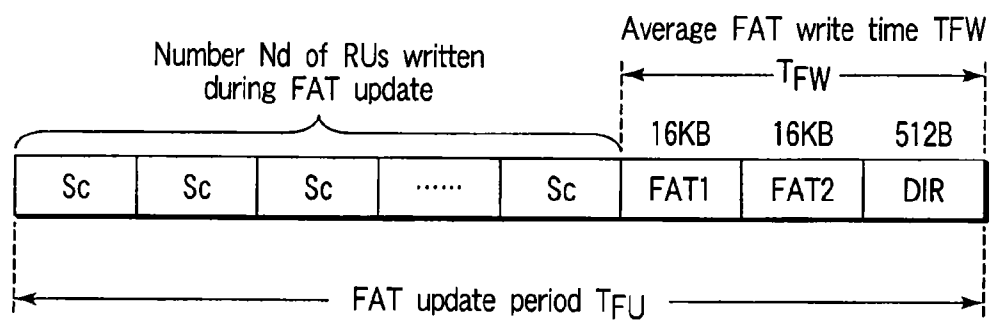 Average FAT write time TFW
Number Nd of RUs written
during FAT update
TFW
16KB 16KB 512B
Sc Sc Sc ...... Sc FAT1 FAT2 DIR
FAT update period TFU